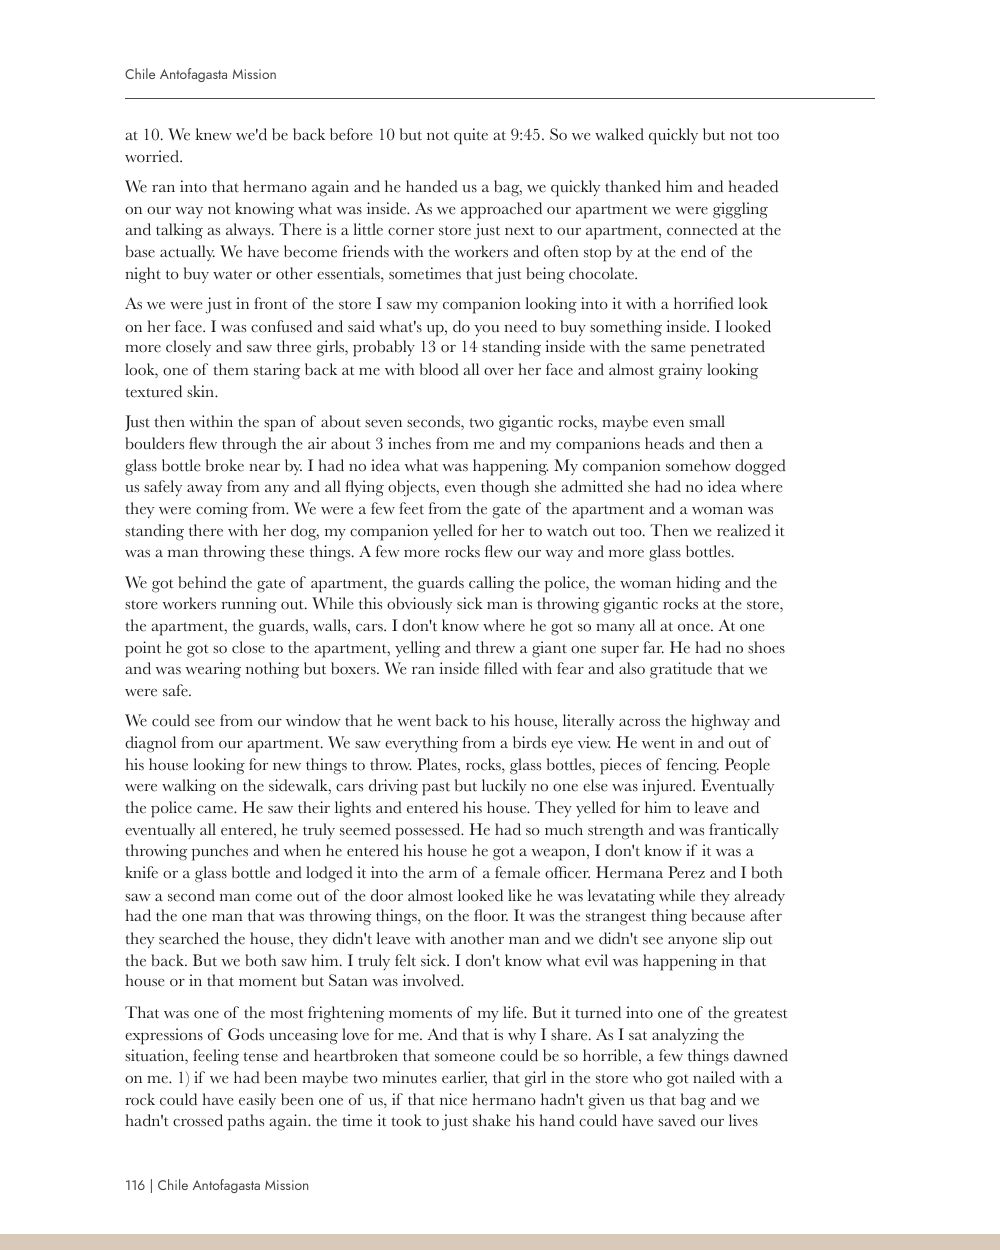 Chile Antofagasta Mission
at 10. We knew we'd be back before 10 but not quite at 9:45. So we walked quickly but not too
worried.
We ran into that hermano again and he handed us a bag, we quickly thanked him and headed
on our way not knowing what was inside. As we approached our apartment we were giggling
and talking as always. There is a little corner store just next to our apartment, connected at the
base actually. We have become friends with the workers and often stop by at the end of the
night to buy water or other essentials, sometimes that just being chocolate.
As we were just in front of the store I saw my companion looking into it with a horrified look
on her face. I was confused and said what's up, do you need to buy something inside. I looked
more closely and saw three girls, probably 13 or 14 standing inside with the same penetrated
look, one of them staring back at me with blood all over her face and almost grainy looking
textured skin.
Just then within the span of about seven seconds, two gigantic rocks, maybe even small
boulders flew through the air about 3 inches from me and my companions heads and then a
glass bottle broke near by. I had no idea what was happening. My companion somehow dogged
us safely away from any and all flying objects, even though she admitted she had no idea where
they were coming from. We were a few feet from the gate of the apartment and a woman was
standing there with her dog, my companion yelled for her to watch out too. Then we realized it
was a man throwing these things. A few more rocks flew our way and more glass bottles.
We got behind the gate of apartment, the guards calling the police, the woman hiding and the
store workers running out. While this obviously sick man is throwing gigantic rocks at the store,
the apartment, the guards, walls, cars. I don't know where he got so many all at once. At one
point he got so close to the apartment, yelling and threw a giant one super far. He had no shoes
and was wearing nothing but boxers. We ran inside filled with fear and also gratitude that we
were safe.
We could see from our window that he went back to his house, literally across the highway and
diagnol from our apartment. We saw everything from a birds eye view. He went in and out of
his house looking for new things to throw. Plates, rocks, glass bottles, pieces of fencing. People
were walking on the sidewalk, cars driving past but luckily no one else was injured. Eventually
the police came. He saw their lights and entered his house. They yelled for him to leave and
eventually all entered, he truly seemed possessed. He had so much strength and was frantically
throwing punches and when he entered his house he got a weapon, I don't know if it was a
knife or a glass bottle and lodged it into the arm of a female officer. Hermana Perez and I both
saw a second man come out of the door almost looked like he was levatating while they already
had the one man that was throwing things, on the floor. It was the strangest thing because after
they searched the house, they didn't leave with another man and we didn't see anyone slip out
the back. But we both saw him. I truly felt sick. I don't know what evil was happening in that
house or in that moment but Satan was involved.
That was one of the most frightening moments of my life. But it turned into one of the greatest
expressions of Gods unceasing love for me. And that is why I share. As I sat analyzing the
situation, feeling tense and heartbroken that someone could be so horrible, a few things dawned
on me. 1) if we had been maybe two minutes earlier, that girl in the store who got nailed with a
rock could have easily been one of us, if that nice hermano hadn't given us that bag and we
hadn't crossed paths again. the time it took to just shake his hand could have saved our lives
116 | Chile Antofagasta Mission